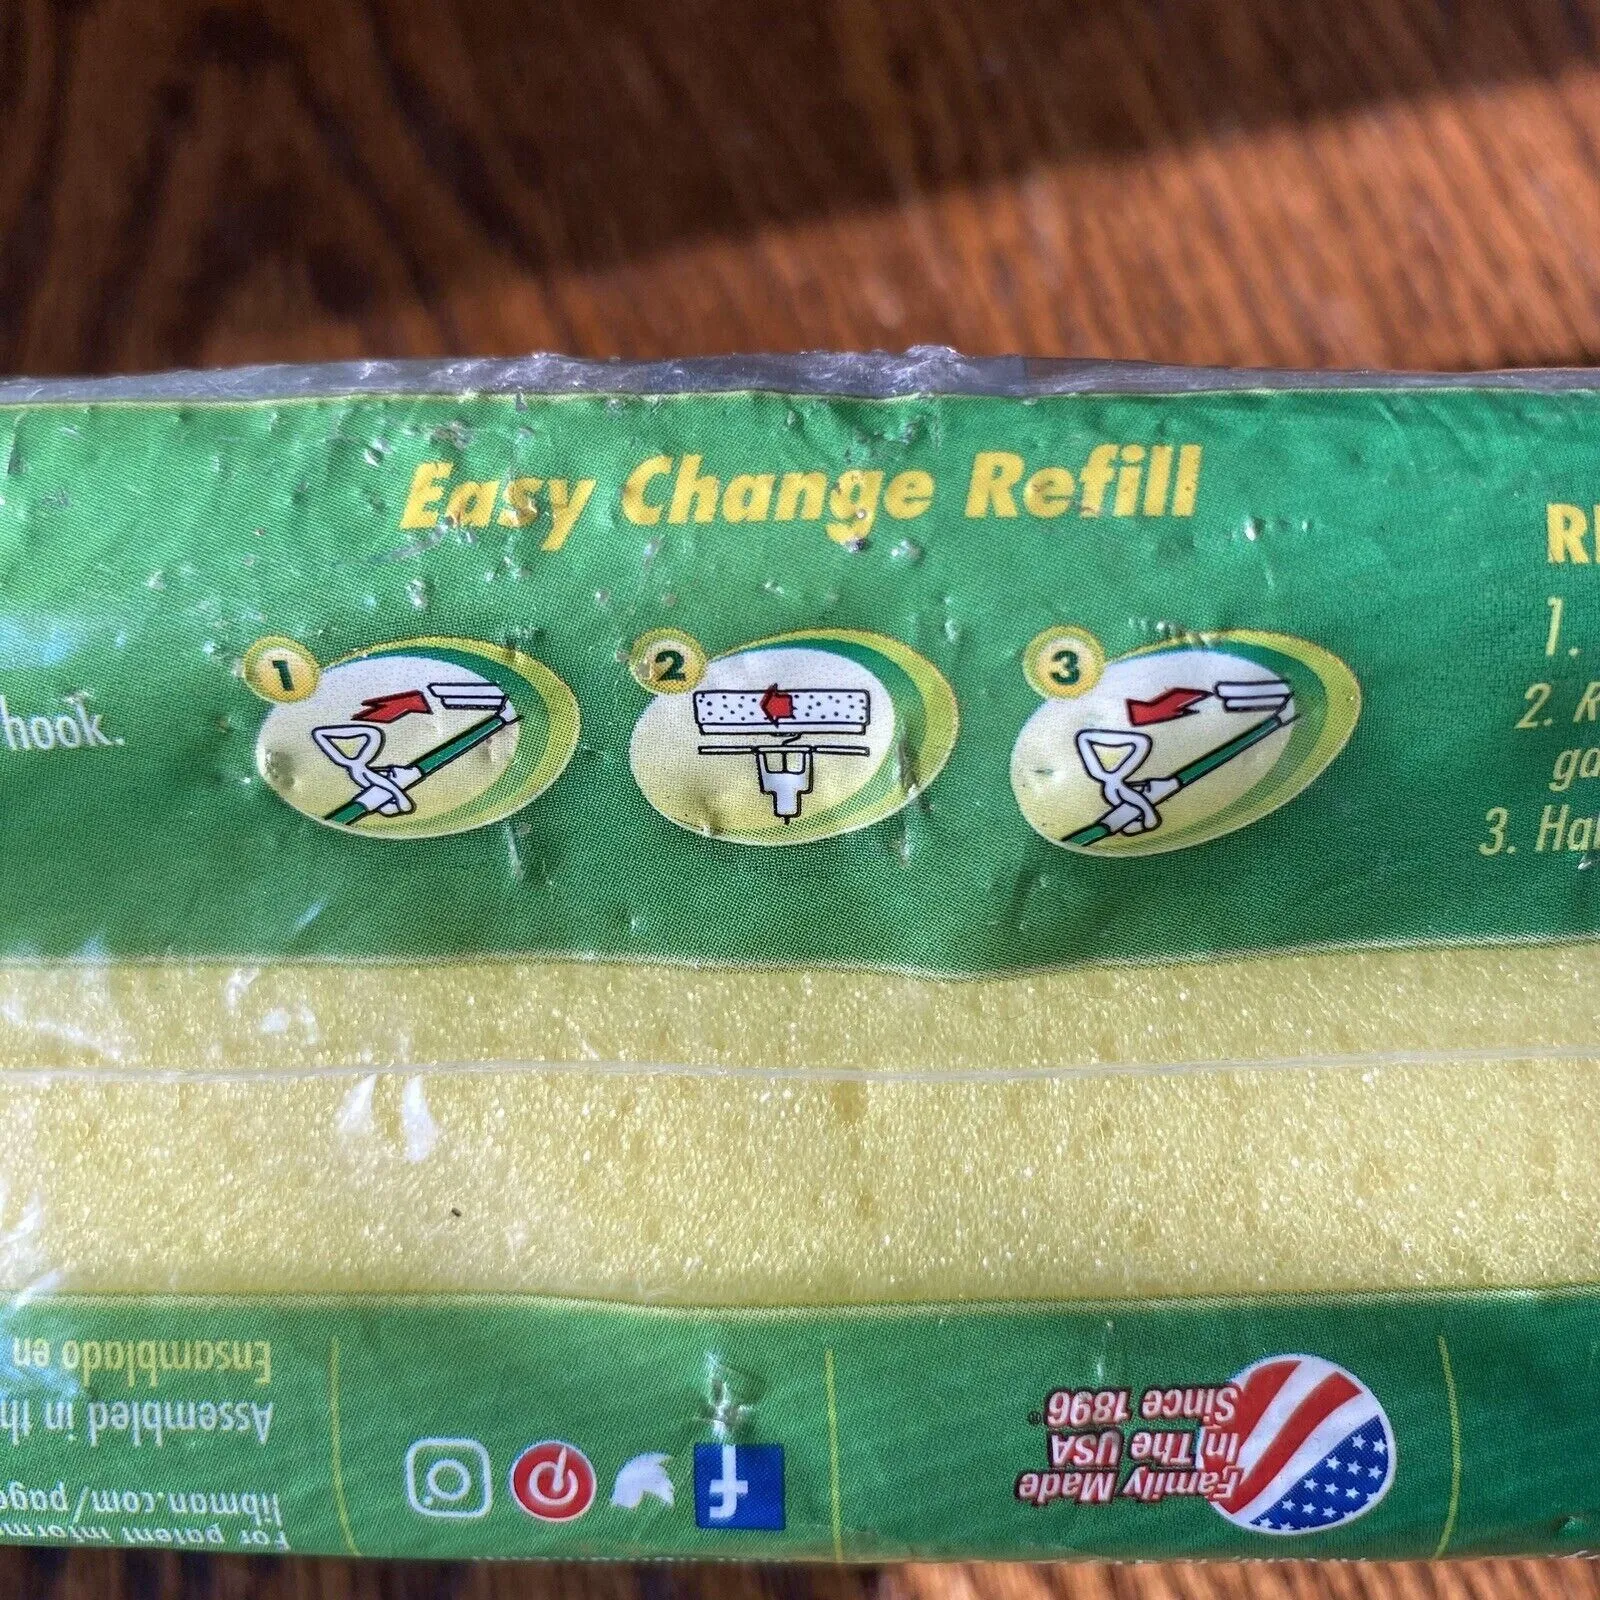 Easy Change Refill
1
2
3
hook.
1.
2. R
ga
3. Hal
Ensamblado en
Assembled in th
libman.com/page
For patent inform
Family Made
In The USA
Since 1896